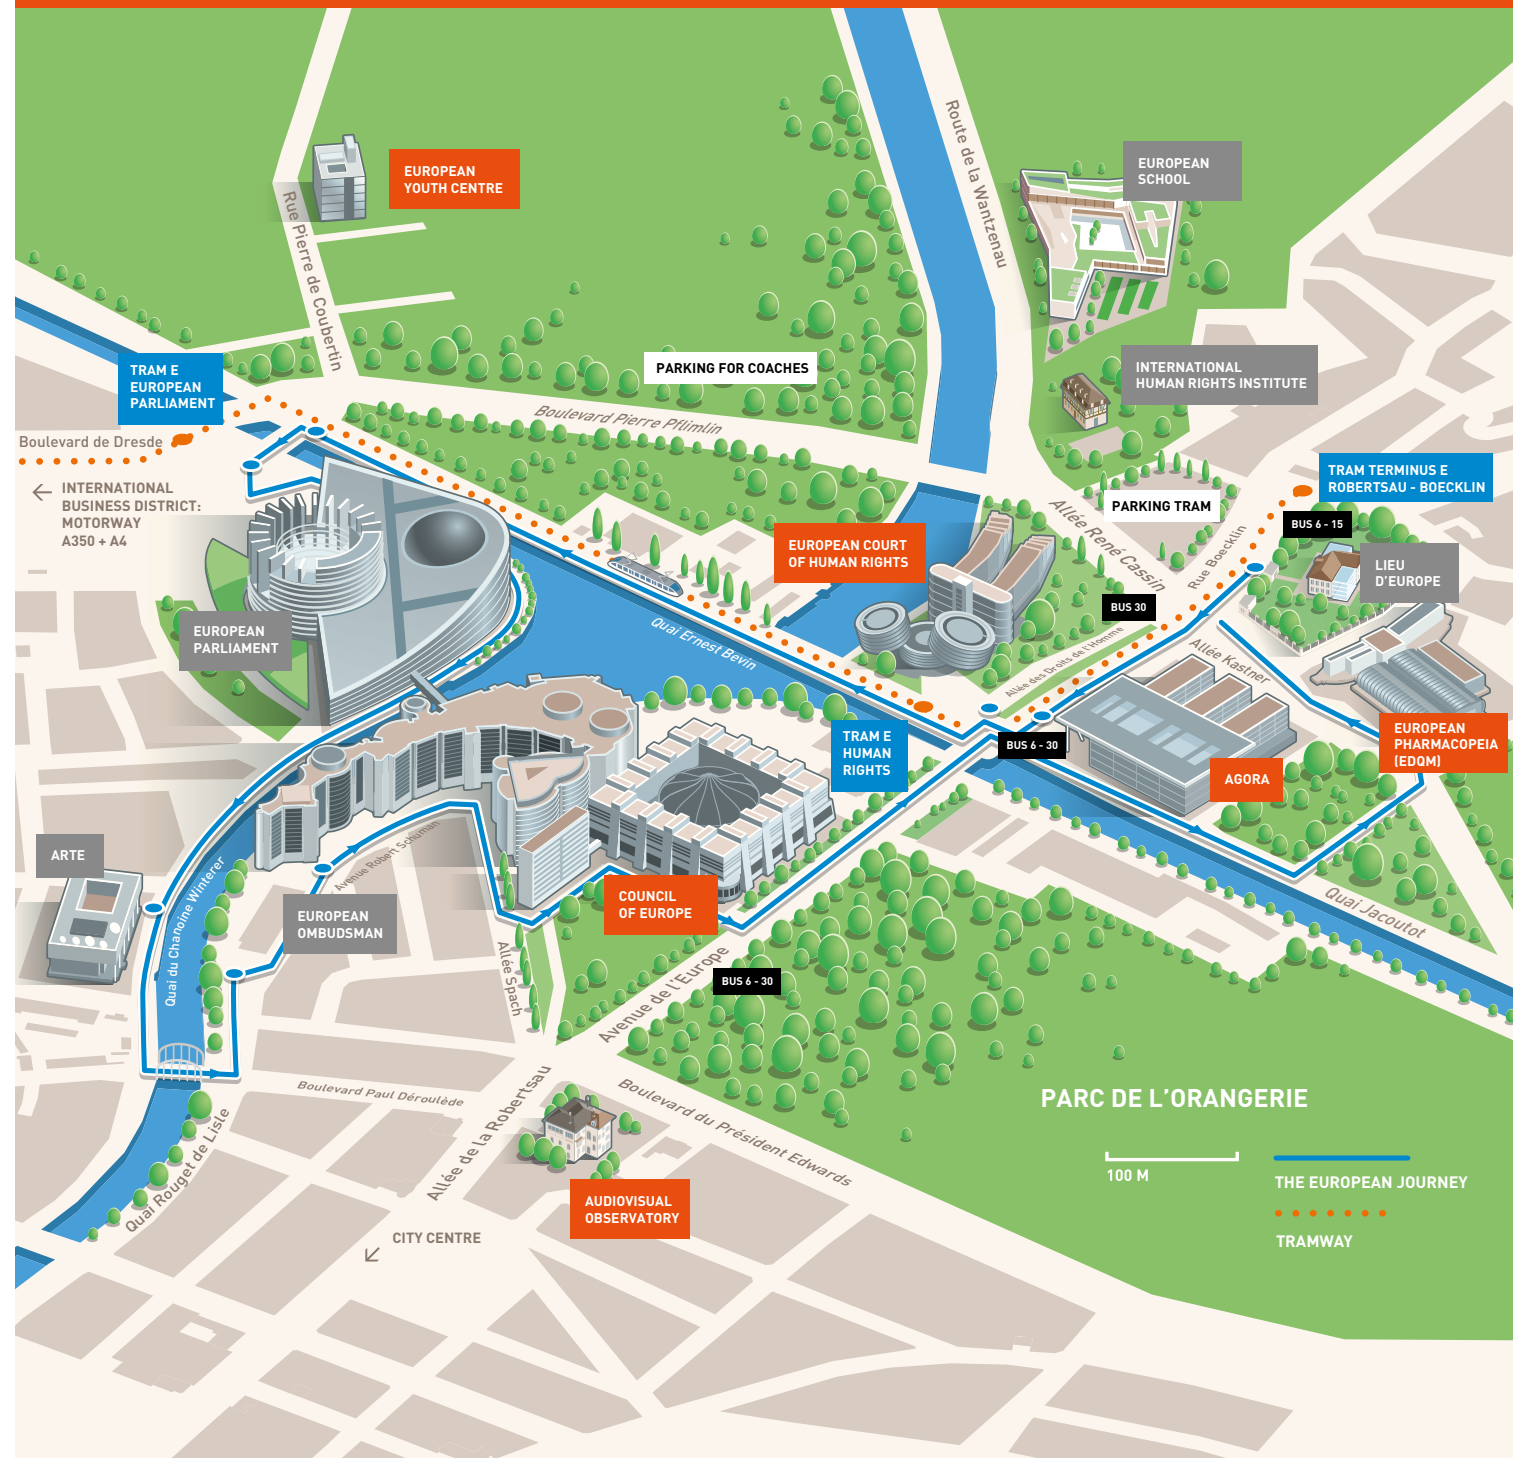 Route de la Wantzenau
EUROPEAN
YOUTH CENTRE
EUROPEAN
SCHOOL
Rue Pierre de Coubertin
TRAM E
EUROPEAN
PARLIAMENT
PARKING FOR COACHES
INTERNATIONAL
HUMAN RIGHTS INSTITUTE
Boulevard Pierre Pflimlin
Boulevard de Dresde
INTERNATIONAL
BUSINESS DISTRICT:
MOTORWAY
A350 + A4
TRAM TERMINUS E
ROBERTSAU - BOECKLIN
PARKING TRAM
BUS 6 - 15
Allée René Cassin
Rue Boecklin
EUROPEAN COURT
OF HUMAN RIGHTS
LIEU
D'EUROPE
BUS 30
EUROPEAN
PARLIAMENT
Quai Ernest Bevin
Allée des Droits de l'Homme
Allée Kastner
TRAM E
HUMAN
RIGHTS
BUS 6 - 30
EUROPEAN
PHARMACOPEIA
(EDQM)
AGORA
ARTE
Avenue Robert Schuman
Quai du Chanoine Winterer
COUNCIL
OF EUROPE
EUROPEAN
OMBUDSMAN
Quai Jacoutot
Allée Spach
Avenue de l'Europe
BUS 6 - 30
Boulevard Paul Déroulède
Allée de la Robertsau
Boulevard du Président Edwards
Quai Rouget de Lisle
PARC DE L'ORANGERIE
100 M
THE EUROPEAN JOURNEY
TRAMWAY
AUDIOVISUAL
OBSERVATORY
CITY CENTRE